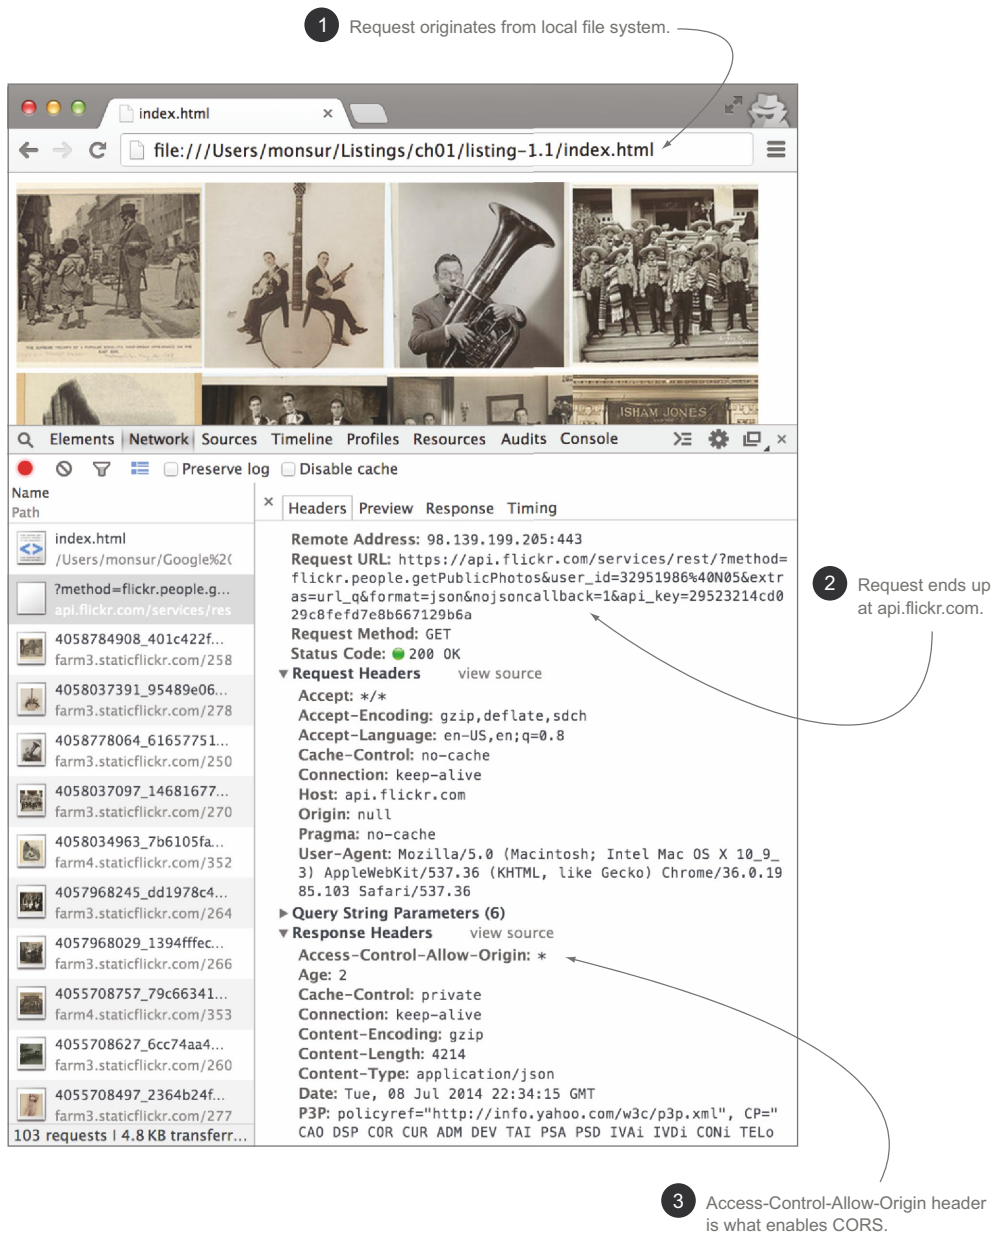 1 Request originates from local file system.
index.html ×
file:///Users/monsur/Listings/ch01/listing-1.1/index.html
ISHAM JONES
Elements Network Sources Timeline Profiles Resources Audits Console
Preserve log Disable cache
Name
Path
× Headers Preview Response Timing
index.html
/Users/monsur/Google%2(
?method=flickr.people.g...
api.flickr.com/services/res
4058784908_401c422f...
farm3.staticflickr.com/258
4058037391_95489e06...
farm3.staticflickr.com/278
4058778064_61657751...
farm3.staticflickr.com/250
4058037097_14681677...
farm3.staticflickr.com/270
4058034963_7b6105fa...
farm4.staticflickr.com/352
4057968245_dd1978c4...
farm3.staticflickr.com/264
4057968029_1394fffec...
farm3.staticflickr.com/266
4055708757_79c66341...
farm4.staticflickr.com/353
4055708627_6cc74aa4...
farm3.staticflickr.com/260
4055708497_2364b24f...
farm3.staticflickr.com/277
103 requests | 4.8 KB transferr...
Remote Address: 98.139.199.205:443
Request URL: https://api.flickr.com/services/rest/?method=
flickr.people.getPublicPhotos&user_id=32951986%40N05&extr
as=url_q&format=json&nojsoncallback=1&api_key=29523214cd0
29c8fefd7e8b667129b6a
Request Method: GET
Status Code: 200 OK
Request Headers view source
Accept: */*
Accept-Encoding: gzip,deflate,sdch
Accept-Language: en-US,en;q=0.8
Cache-Control: no-cache
Connection: keep-alive
Host: api.flickr.com
Origin: null
Pragma: no-cache
User-Agent: Mozilla/5.0 (Macintosh; Intel Mac OS X 10_9_
3) AppleWebKit/537.36 (KHTML, like Gecko) Chrome/36.0.19
85.103 Safari/537.36
Query String Parameters (6)
Response Headers view source
Access-Control-Allow-Origin: *
Age: 2
Cache-Control: private
Connection: keep-alive
Content-Encoding: gzip
Content-Length: 4214
Content-Type: application/json
Date: Tue, 08 Jul 2014 22:34:15 GMT
P3P: policyref="http://info.yahoo.com/w3c/p3p.xml", CP="
CAO DSP COR CUR ADM DEV TAI PSA PSD IVAi IVDi CONi TELo
2 Request ends up
at api.flickr.com.
3 Access-Control-Allow-Origin header
is what enables CORS.